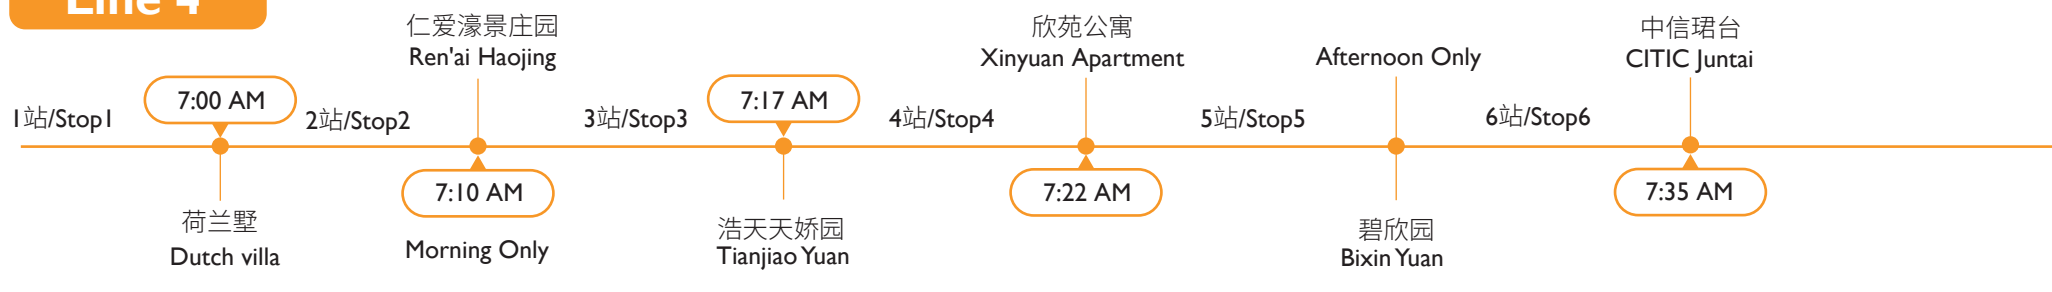 Line 4
1站/Stop1
7:00 AM
荷兰墅
Dutch villa
2站/Stop2
仁爱濠景庄园
Ren'ai Haojing
7:10 AM
Morning Only
3站/Stop3
7:17 AM
浩天天娇园
Tianjiao Yuan
4站/Stop4
欣苑公寓
Xinyuan Apartment
7:22 AM
5站/Stop5
Afternoon Only
碧欣园
Bixin Yuan
6站/Stop6
中信珺台
CITIC Juntai
7:35 AM